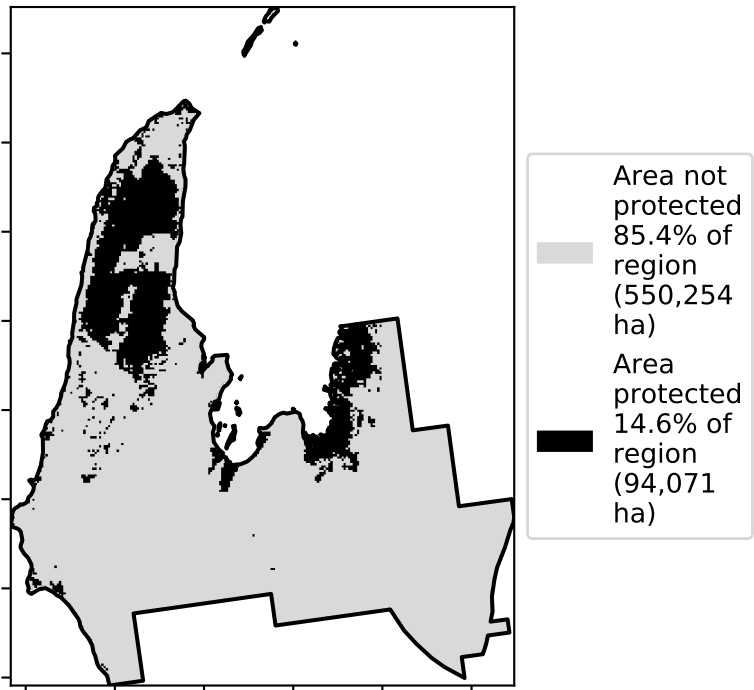 Area not
protected
85.4% of
region
(550,254
ha)
Area
protected
14.6% of
region
(94,071
ha)